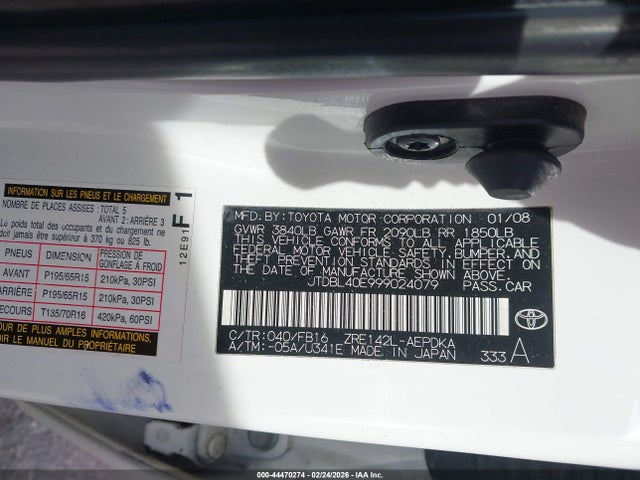 INFORMATION SUR LES PNEUS ET LE CHARGEMENT
NOMBRE DE PLACES ASSISES : TOTAL 5
AVANT 2 : ARRIÈRE 3
Le poids total des occupants et du chargement ne doit
jamais être supérieur à 370 kg ou 825 lb.
PNEUS DIMENSION PRESSION DE GONFLAGE À FROID
AVANT P195/65R15 210kPa, 30PSI
ARRIÈRE P195/65R15 210kPa, 30PSI
SECOURS T135/70R16 420kPa, 60PSI
POUR PLUS AMPLES INFORMATIONS,
LIRE LE MANUEL DU PROPRIÉTAIRE
F 1
12E91
MFD.BY:TOYOTA MOTOR CORPORATION 01/08
GVWR 3840LB GAWR FR 2090LB RR 1850LB
THIS VEHICLE CONFORMS TO ALL APPLICABLE
FEDERAL MOTOR VEHICLE SAFETY,BUMPER,AND
THEFT PREVENTION STANDARDS IN EFFECT ON
THE DATE OF MANUFACTURE SHOWN ABOVE.
JTDBL40E999024079 PASS.CAR
C/TR:040/FB16 ZRE142L-AEPDKA
A/TM:-05A/U341E MADE IN JAPAN
333 A
TOYOTA
000-44470274 - 02/24/2026 - IAA Inc.